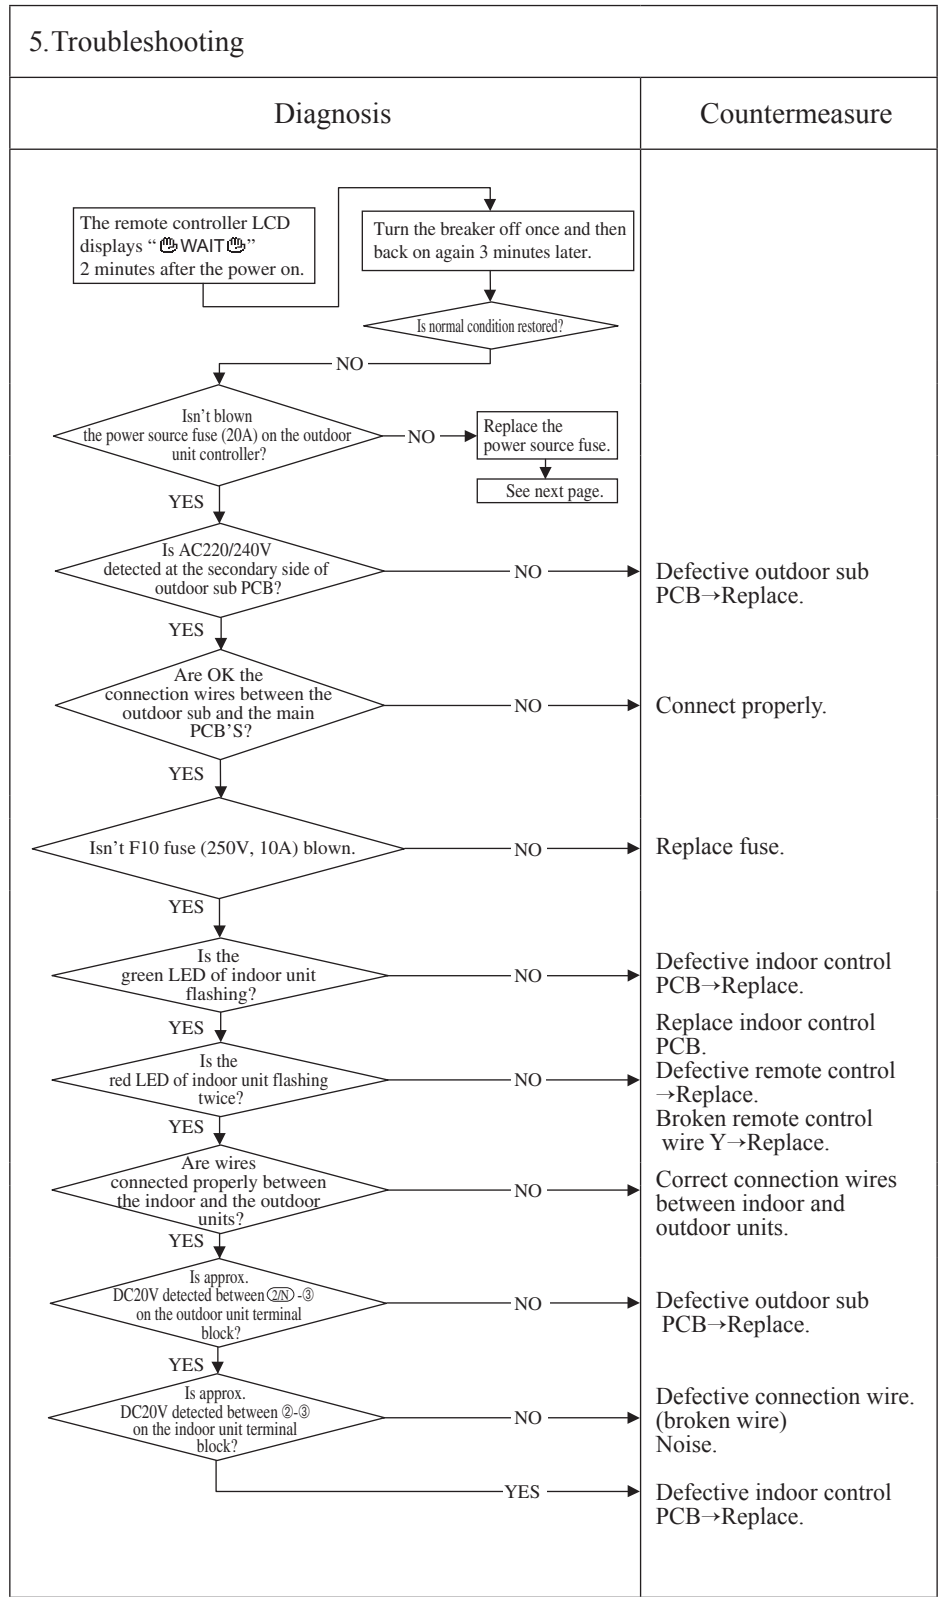 5.Troubleshooting
Diagnosis
Countermeasure
The remote controller LCD
displays “ WAIT ”
2 minutes after the power on.
Turn the breaker off once and then
back on again 3 minutes later.
Is normal condition restored?
NO
Isn’t blown
the power source fuse (20A) on the outdoor
unit controller?
NO
Replace the
power source fuse.
See next page.
YES
Is AC220/240V
detected at the secondary side of
outdoor sub PCB?
NO
Defective outdoor sub
PCB→Replace.
YES
Are OK the
connection wires between the
outdoor sub and the main
PCB’S?
NO
Connect properly.
YES
Isn’t F10 fuse (250V, 10A) blown.
NO
Replace fuse.
YES
Is the
green LED of indoor unit
flashing?
NO
Defective indoor control
PCB→Replace.
YES
Is the
red LED of indoor unit flashing
twice?
NO
Replace indoor control
PCB.
Defective remote control
→Replace.
Broken remote control
wire Y→Replace.
YES
Are wires
connected properly between
the indoor and the outdoor
units?
NO
Correct connection wires
between indoor and
outdoor units.
YES
Is approx.
DC20V detected between 2/N -③
on the outdoor unit terminal
block?
NO
Defective outdoor sub
PCB→Replace.
YES
Is approx.
DC20V detected between ②-③
on the indoor unit terminal
block?
NO
Defective connection wire.
(broken wire)
Noise.
YES
Defective indoor control
PCB→Replace.